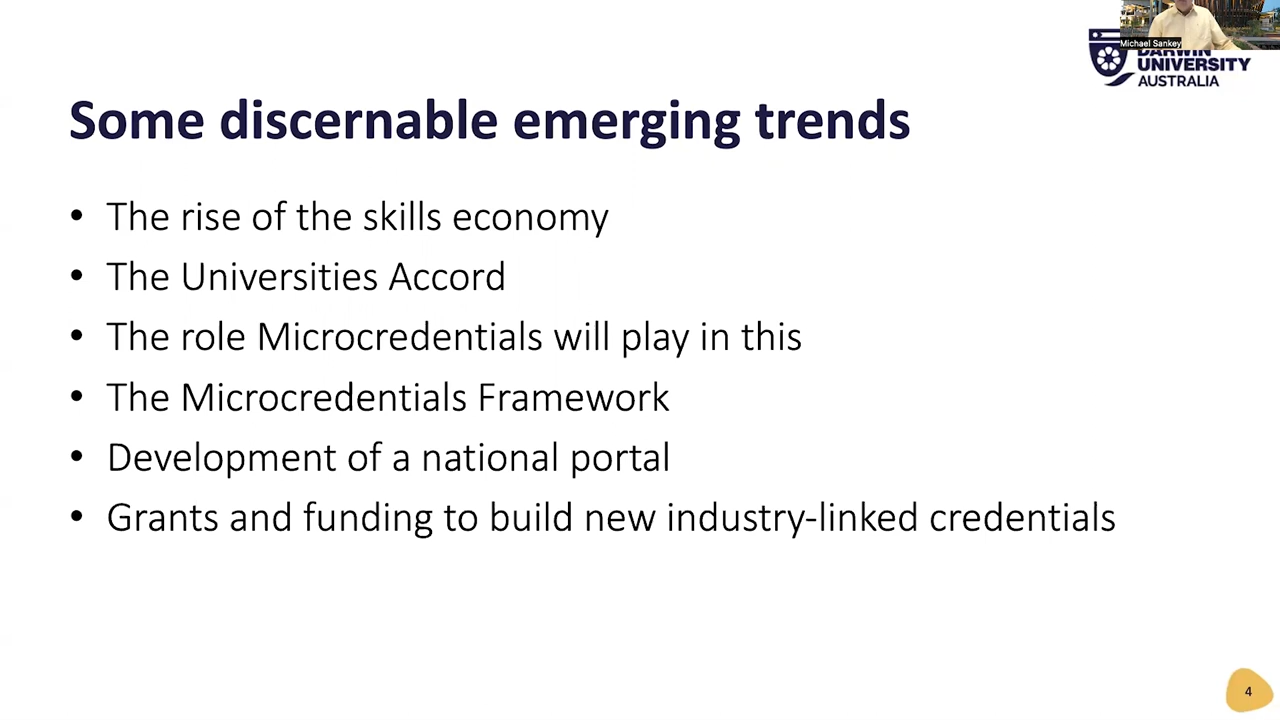 Michael Sankey
DARWIN
UNIVERSITY
AUSTRALIA
Some discernable emerging trends
• The rise of the skills economy
• The Universities Accord
• The role Microcredentials will play in this
• The Microcredentials Framework
• Development of a national portal
• Grants and funding to build new industry-linked credentials
4